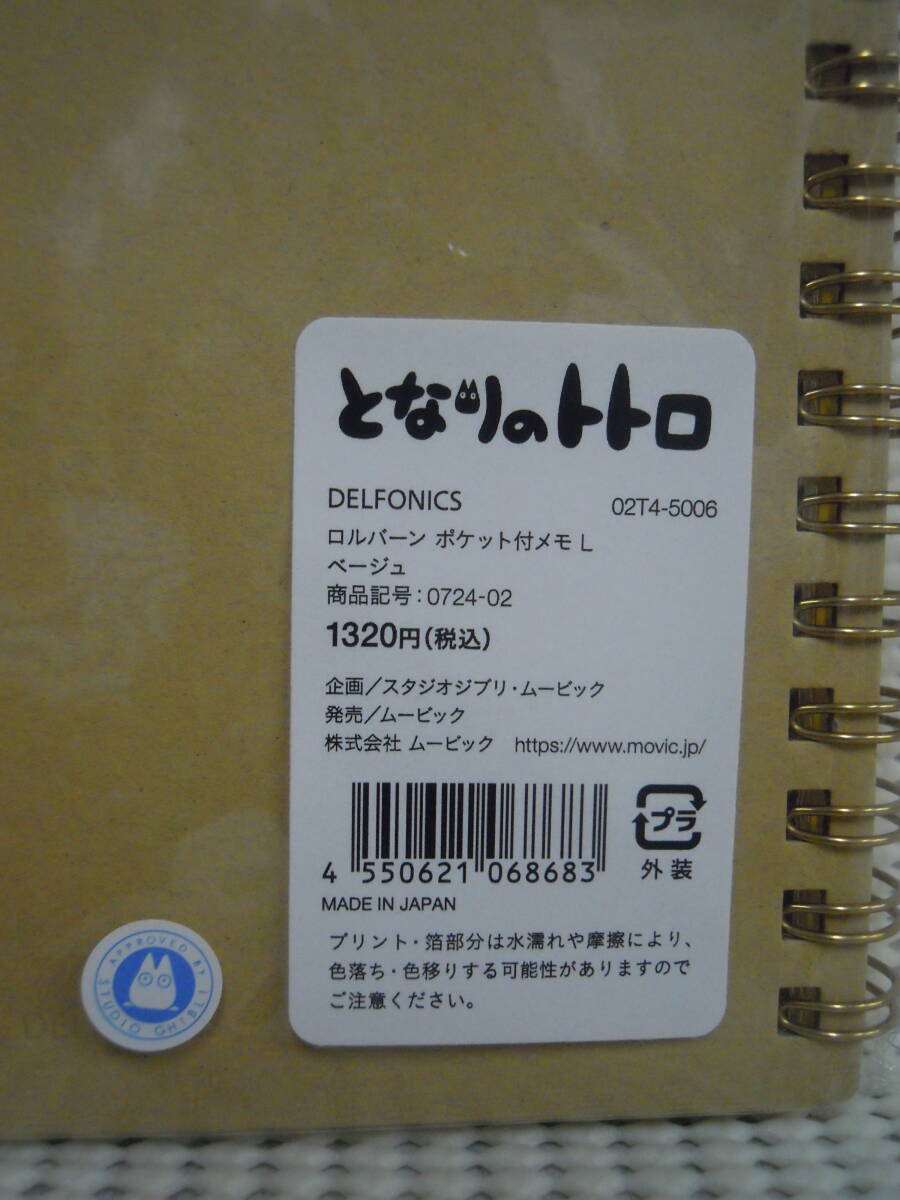 となりのトトロ
DELFONICS 02T4-5006
ロルバーン ポケット付メモ L
ベージュ
商品記号:0724-02
1320円(税込)
企画/スタジオジブリ・ムービック
発売/ムービック
株式会社 ムービック https://www.movic.jp/
プラ
外装
4 550621 068683
MADE IN JAPAN
プリント・箔部分は水濡れや摩擦により、
色落ち・色移りする可能性がありますので
ご注意ください。
APPROVED BY
STUDIO GHIBLI